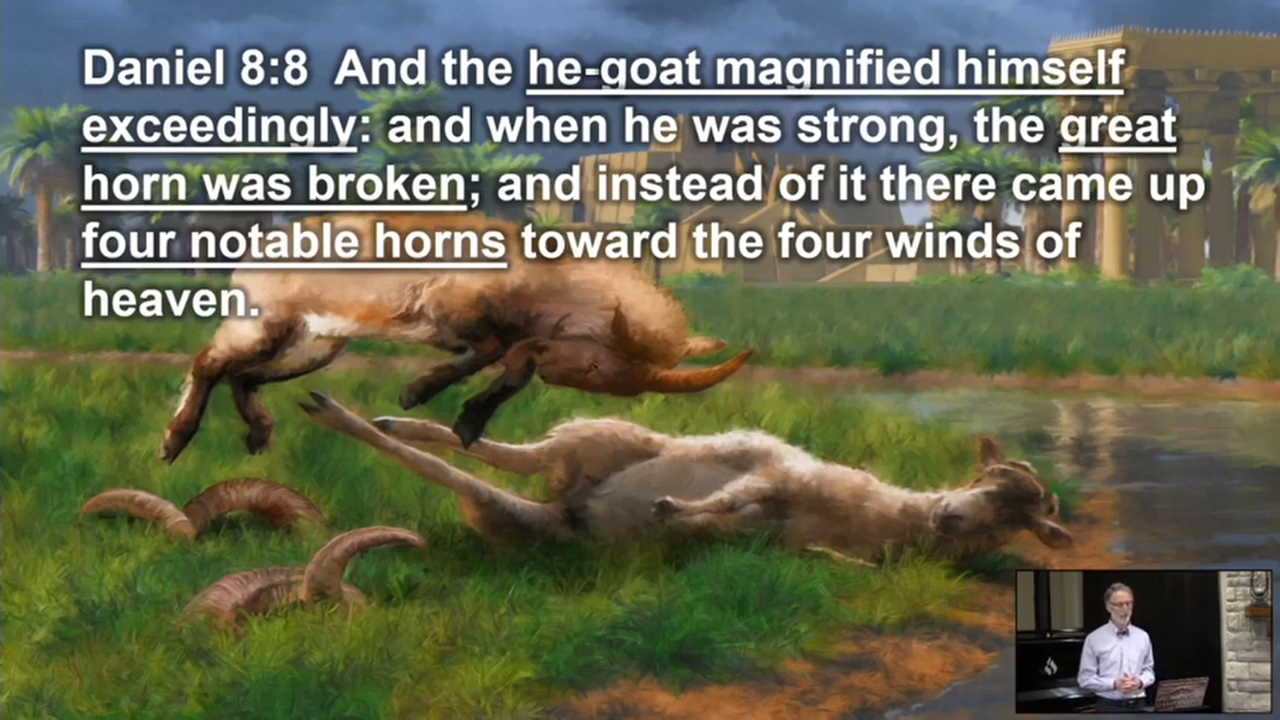 Daniel 8:8  And the he-goat magnified himself
exceedingly: and when he was strong, the great
horn was broken; and instead of it there came up
four notable horns toward the four winds of
heaven.